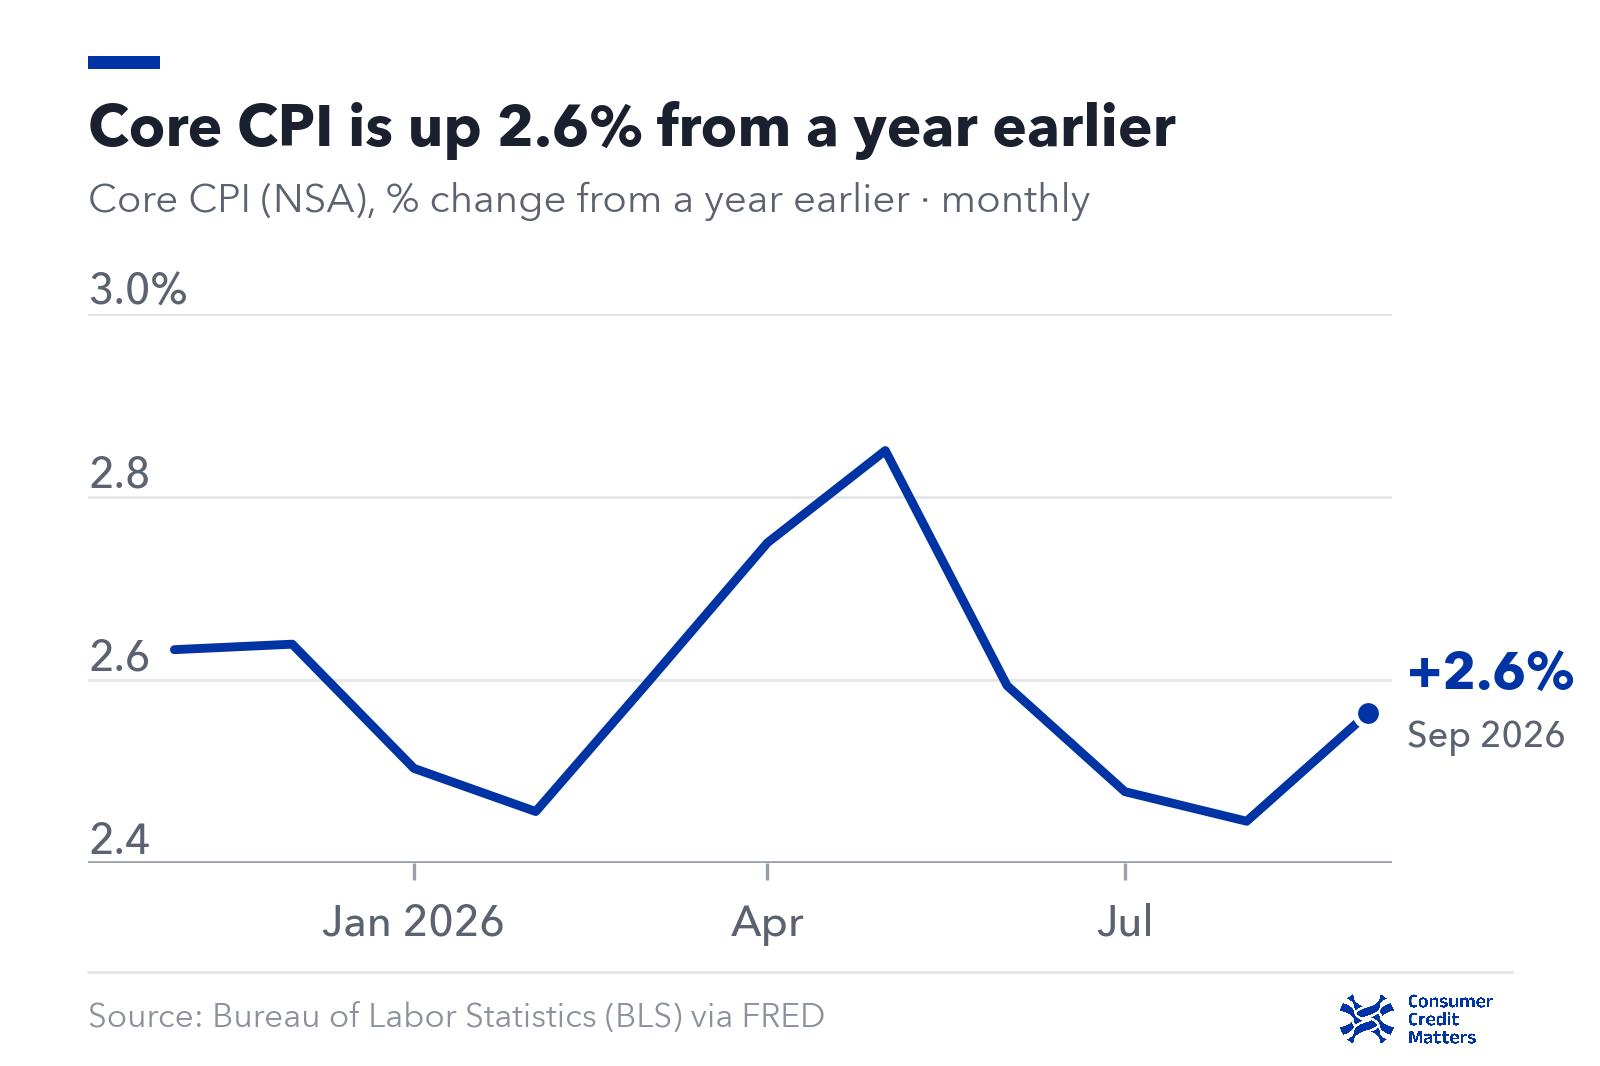 Core CPI is up 2.6% from a year earlier
Core CPI (NSA), % change from a year earlier · monthly
3.0%
2.8
2.6
2.4
+2.6%
Sep 2026
Jan 2026
Apr
Jul
Source: Bureau of Labor Statistics (BLS) via FRED
Consumer
Credit
Matters